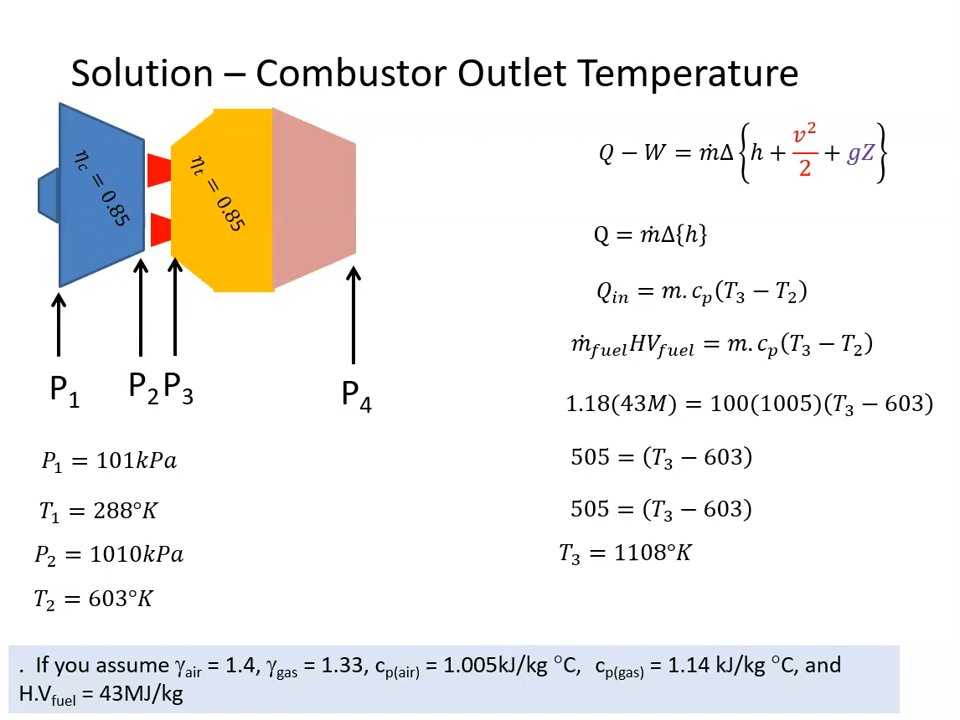 Solution – Combustor Outlet Temperature
η_c = 0.85
η_t = 0.85
P₁
P₂ P₃
P₄
P₁ = 101kPa
T₁ = 288°K
P₂ = 1010kPa
T₂ = 603°K
Q − W = ṁΔ{h + v²/2 + gZ}
Q = ṁΔ{h}
Q_in = m. c_p(T₃ − T₂)
ṁ_fuel HV_fuel = m. c_p(T₃ − T₂)
1.18(43M) = 100(1005)(T₃ − 603)
505 = (T₃ − 603)
505 = (T₃ − 603)
T₃ = 1108°K
. If you assume γ_air = 1.4, γ_gas = 1.33, c_p(air) = 1.005kJ/kg °C, c_p(gas) = 1.14 kJ/kg °C, and
H.V_fuel = 43MJ/kg